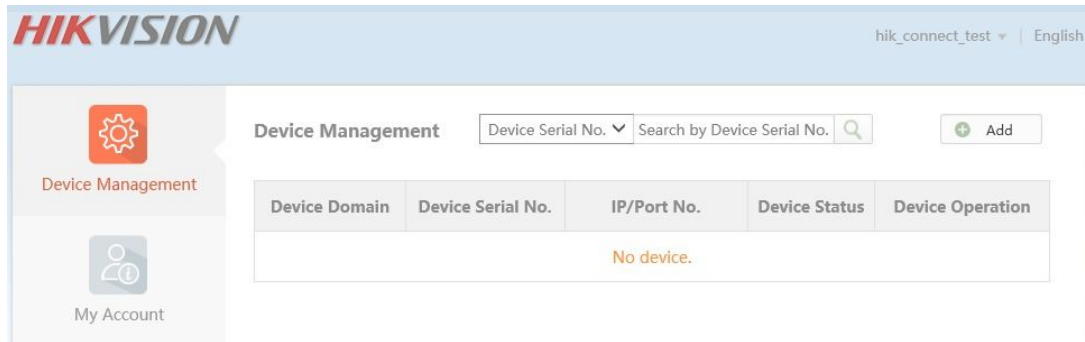 HIKVISION
hik_connect_test | English
Device Management
Device Serial No. Search by Device Serial No.
Add
Device Management
Device Domain Device Serial No. IP/Port No. Device Status Device Operation
No device.
My Account